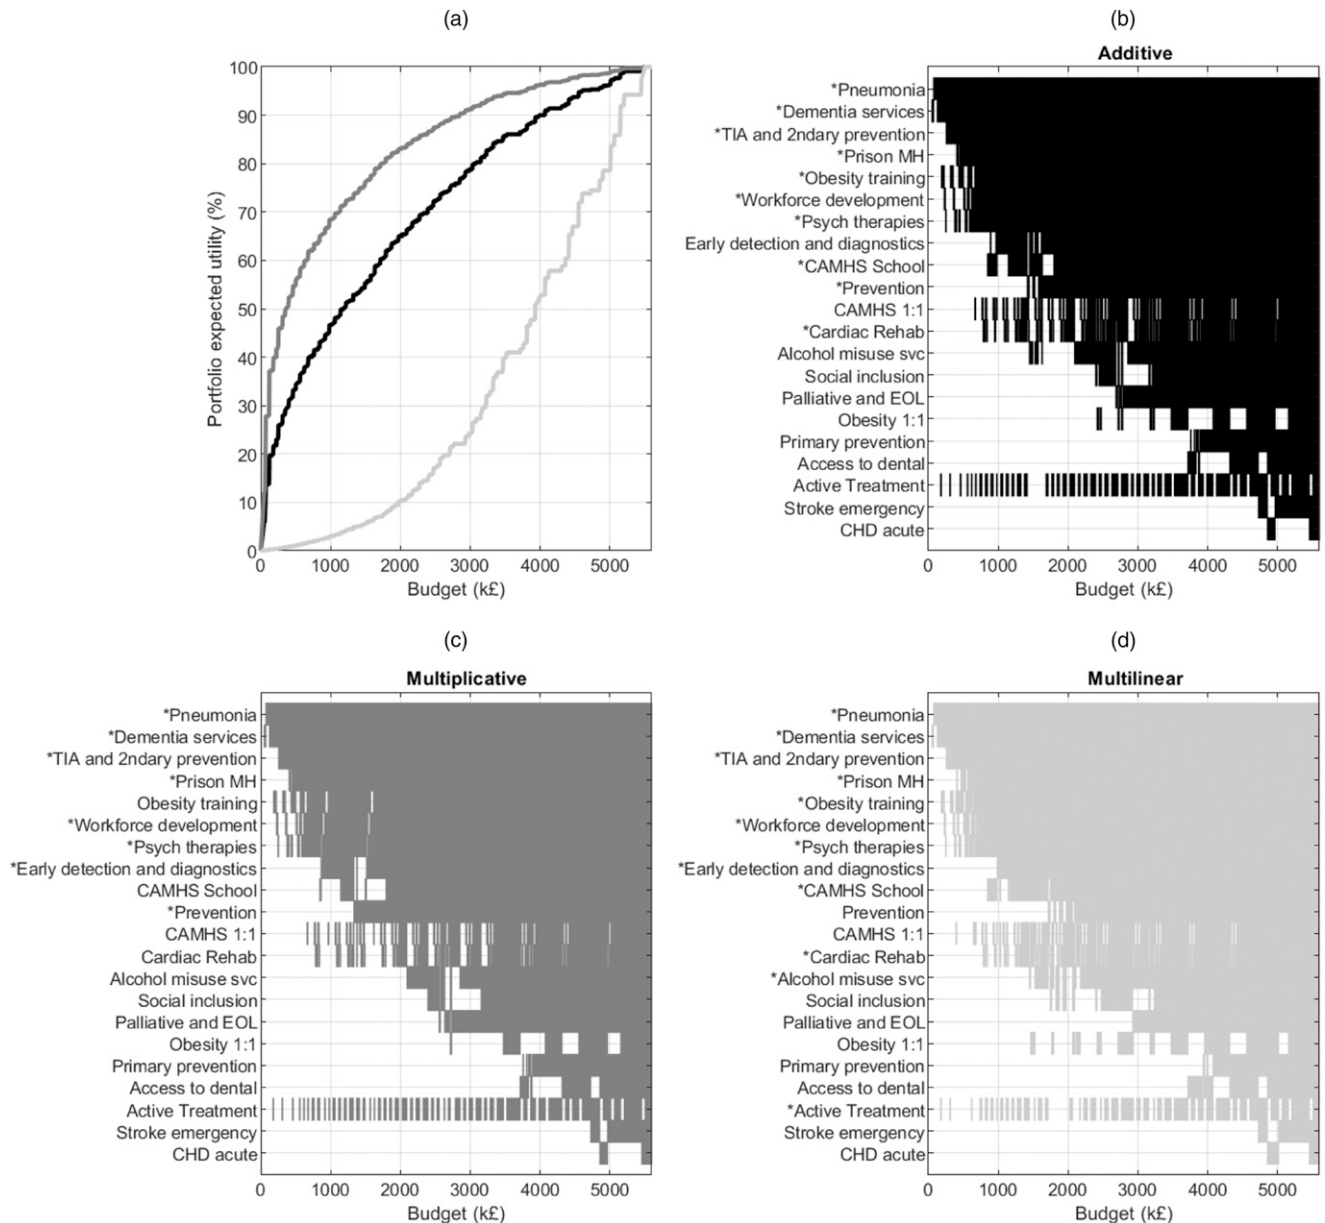 (a)
100
90
80
70
60
50
40
30
20
10
0
Portfolio expected utility (%)
0 1000 2000 3000 4000 5000
Budget (k£)
(b)
Additive
*Pneumonia
*Dementia services
*TIA and 2ndary prevention
*Prison MH
*Obesity training
*Workforce development
*Psych therapies
Early detection and diagnostics
*CAMHS School
*Prevention
CAMHS 1:1
*Cardiac Rehab
Alcohol misuse svc
Social inclusion
Palliative and EOL
Obesity 1:1
Primary prevention
Access to dental
Active Treatment
Stroke emergency
CHD acute
0 1000 2000 3000 4000 5000
Budget (k£)
(c)
Multiplicative
*Pneumonia
*Dementia services
*TIA and 2ndary prevention
*Prison MH
Obesity training
*Workforce development
*Psych therapies
*Early detection and diagnostics
CAMHS School
*Prevention
CAMHS 1:1
Cardiac Rehab
Alcohol misuse svc
Social inclusion
Palliative and EOL
Obesity 1:1
Primary prevention
Access to dental
Active Treatment
Stroke emergency
CHD acute
0 1000 2000 3000 4000 5000
Budget (k£)
(d)
Multilinear
*Pneumonia
*Dementia services
*TIA and 2ndary prevention
*Prison MH
*Obesity training
*Workforce development
*Psych therapies
*Early detection and diagnostics
*CAMHS School
Prevention
CAMHS 1:1
*Cardiac Rehab
*Alcohol misuse svc
Social inclusion
Palliative and EOL
Obesity 1:1
Primary prevention
Access to dental
*Active Treatment
Stroke emergency
CHD acute
0 1000 2000 3000 4000 5000
Budget (k£)